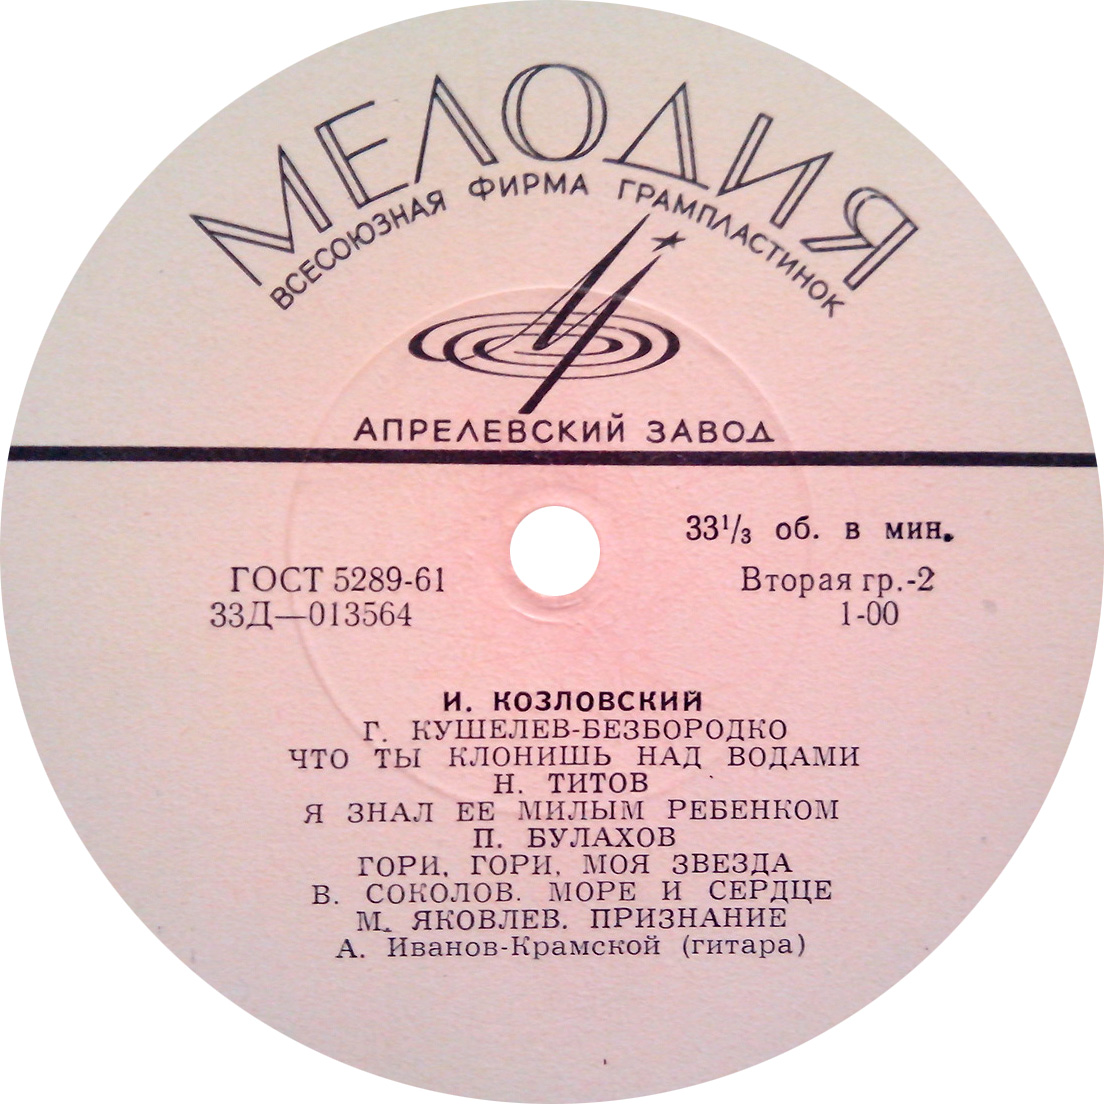 МЕЛОДИЯ
ВСЕСОЮЗНАЯ ФИРМА ГРАМПЛАСТИНОК
АПРЕЛЕВСКИЙ ЗАВОД
33¹/₃ об. в мин.
ГОСТ 5289-61 Вторая гр.-2
33Д—013564 1-00
И. КОЗЛОВСКИЙ
Г. КУШЕЛЕВ-БЕЗБОРОДКО
ЧТО ТЫ КЛОНИШЬ НАД ВОДАМИ
Н. ТИТОВ
Я ЗНАЛ ЕЕ МИЛЫМ РЕБЕНКОМ
П. БУЛАХОВ
ГОРИ, ГОРИ, МОЯ ЗВЕЗДА
В. СОКОЛОВ. МОРЕ И СЕРДЦЕ
М. ЯКОВЛЕВ. ПРИЗНАНИЕ
А. Иванов-Крамской (гитара)